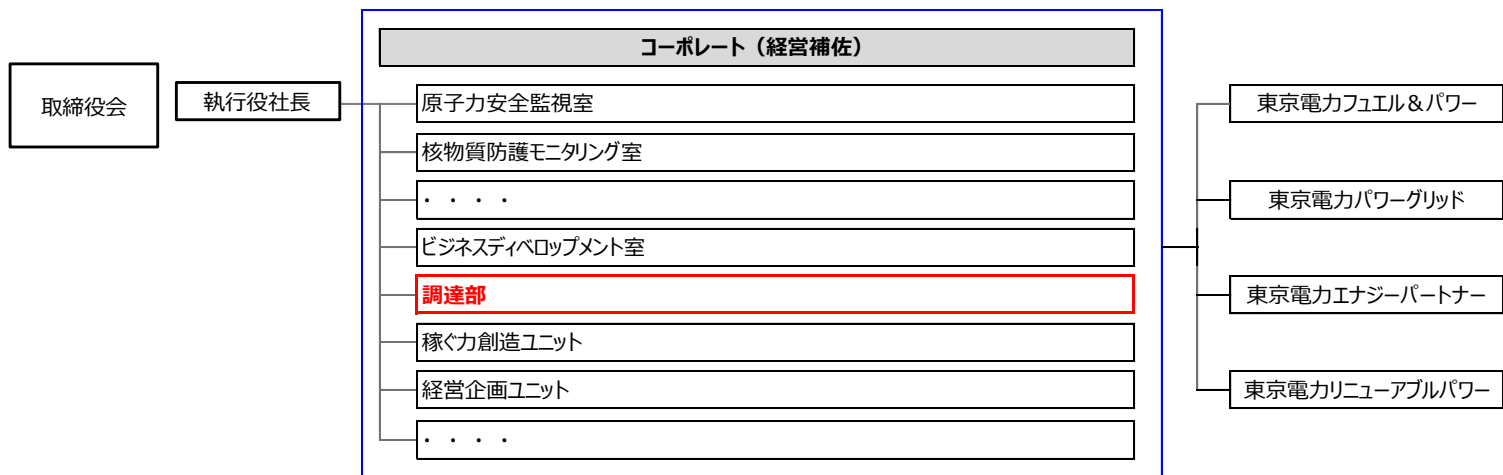 コーポレート（経営補佐）
取締役会
執行役社長
原子力安全監視室
核物質防護モニタリング室
・・・・
ビジネスディベロップメント室
調達部
稼ぐ力創造ユニット
経営企画ユニット
・・・・
東京電力フュエル＆パワー
東京電力パワーグリッド
東京電力エナジーパートナー
東京電力リニューアブルパワー